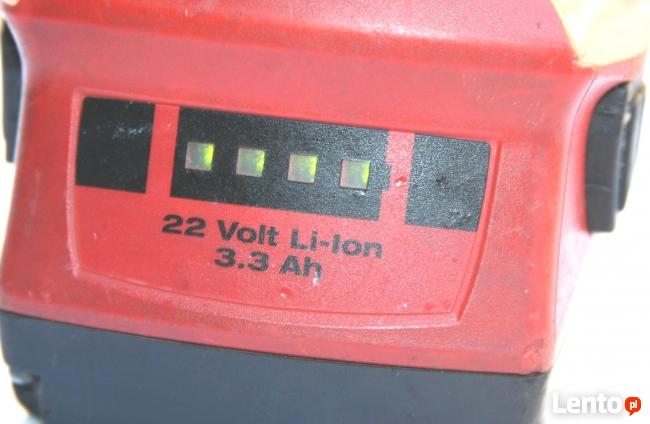 22 Volt Li-Ion
3.3 Ah
Lento.pl